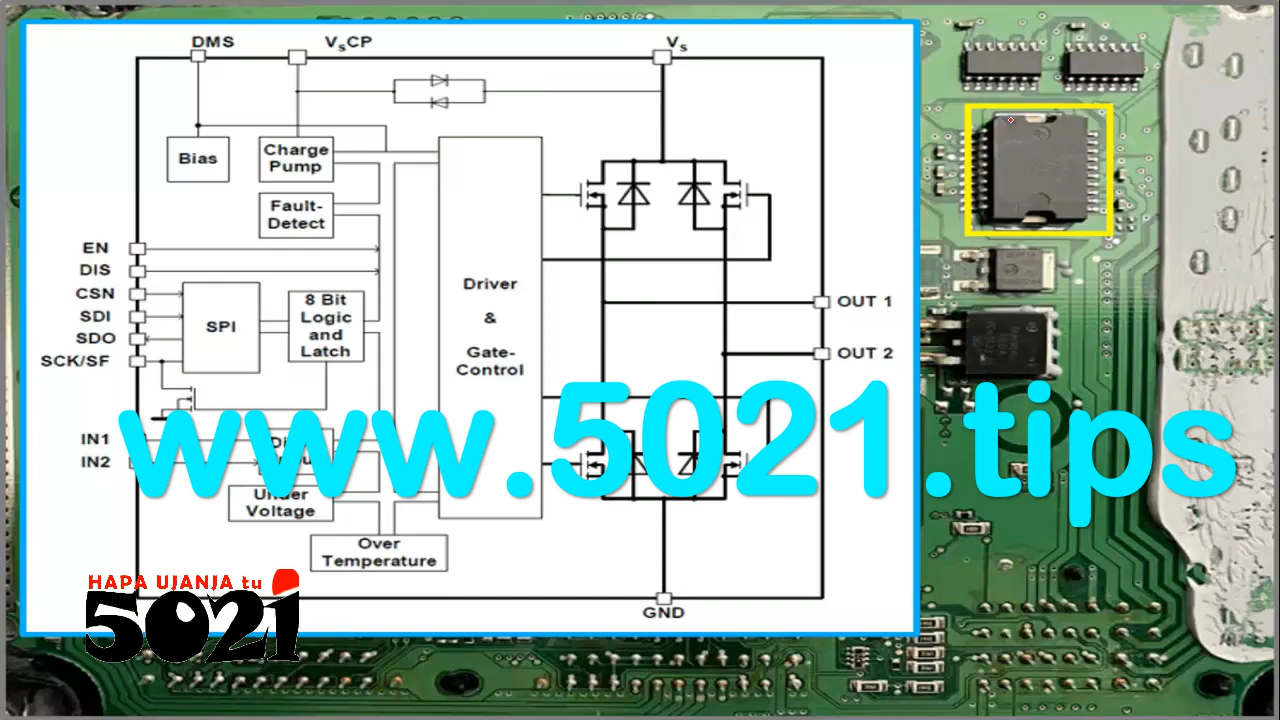 DMS
VsCP
Vs
Bias
Charge
Pump
Fault-
Detect
EN
DIS
CSN
SDI
SDO
SCK/SF
SPI
8 Bit
Logic
and
Latch
Driver
&
Gate-
Control
OUT 1
OUT 2
IN1
IN2
Under
Voltage
Over
Temperature
GND
www.5021.tips
HAPA UJANJA tu
5021